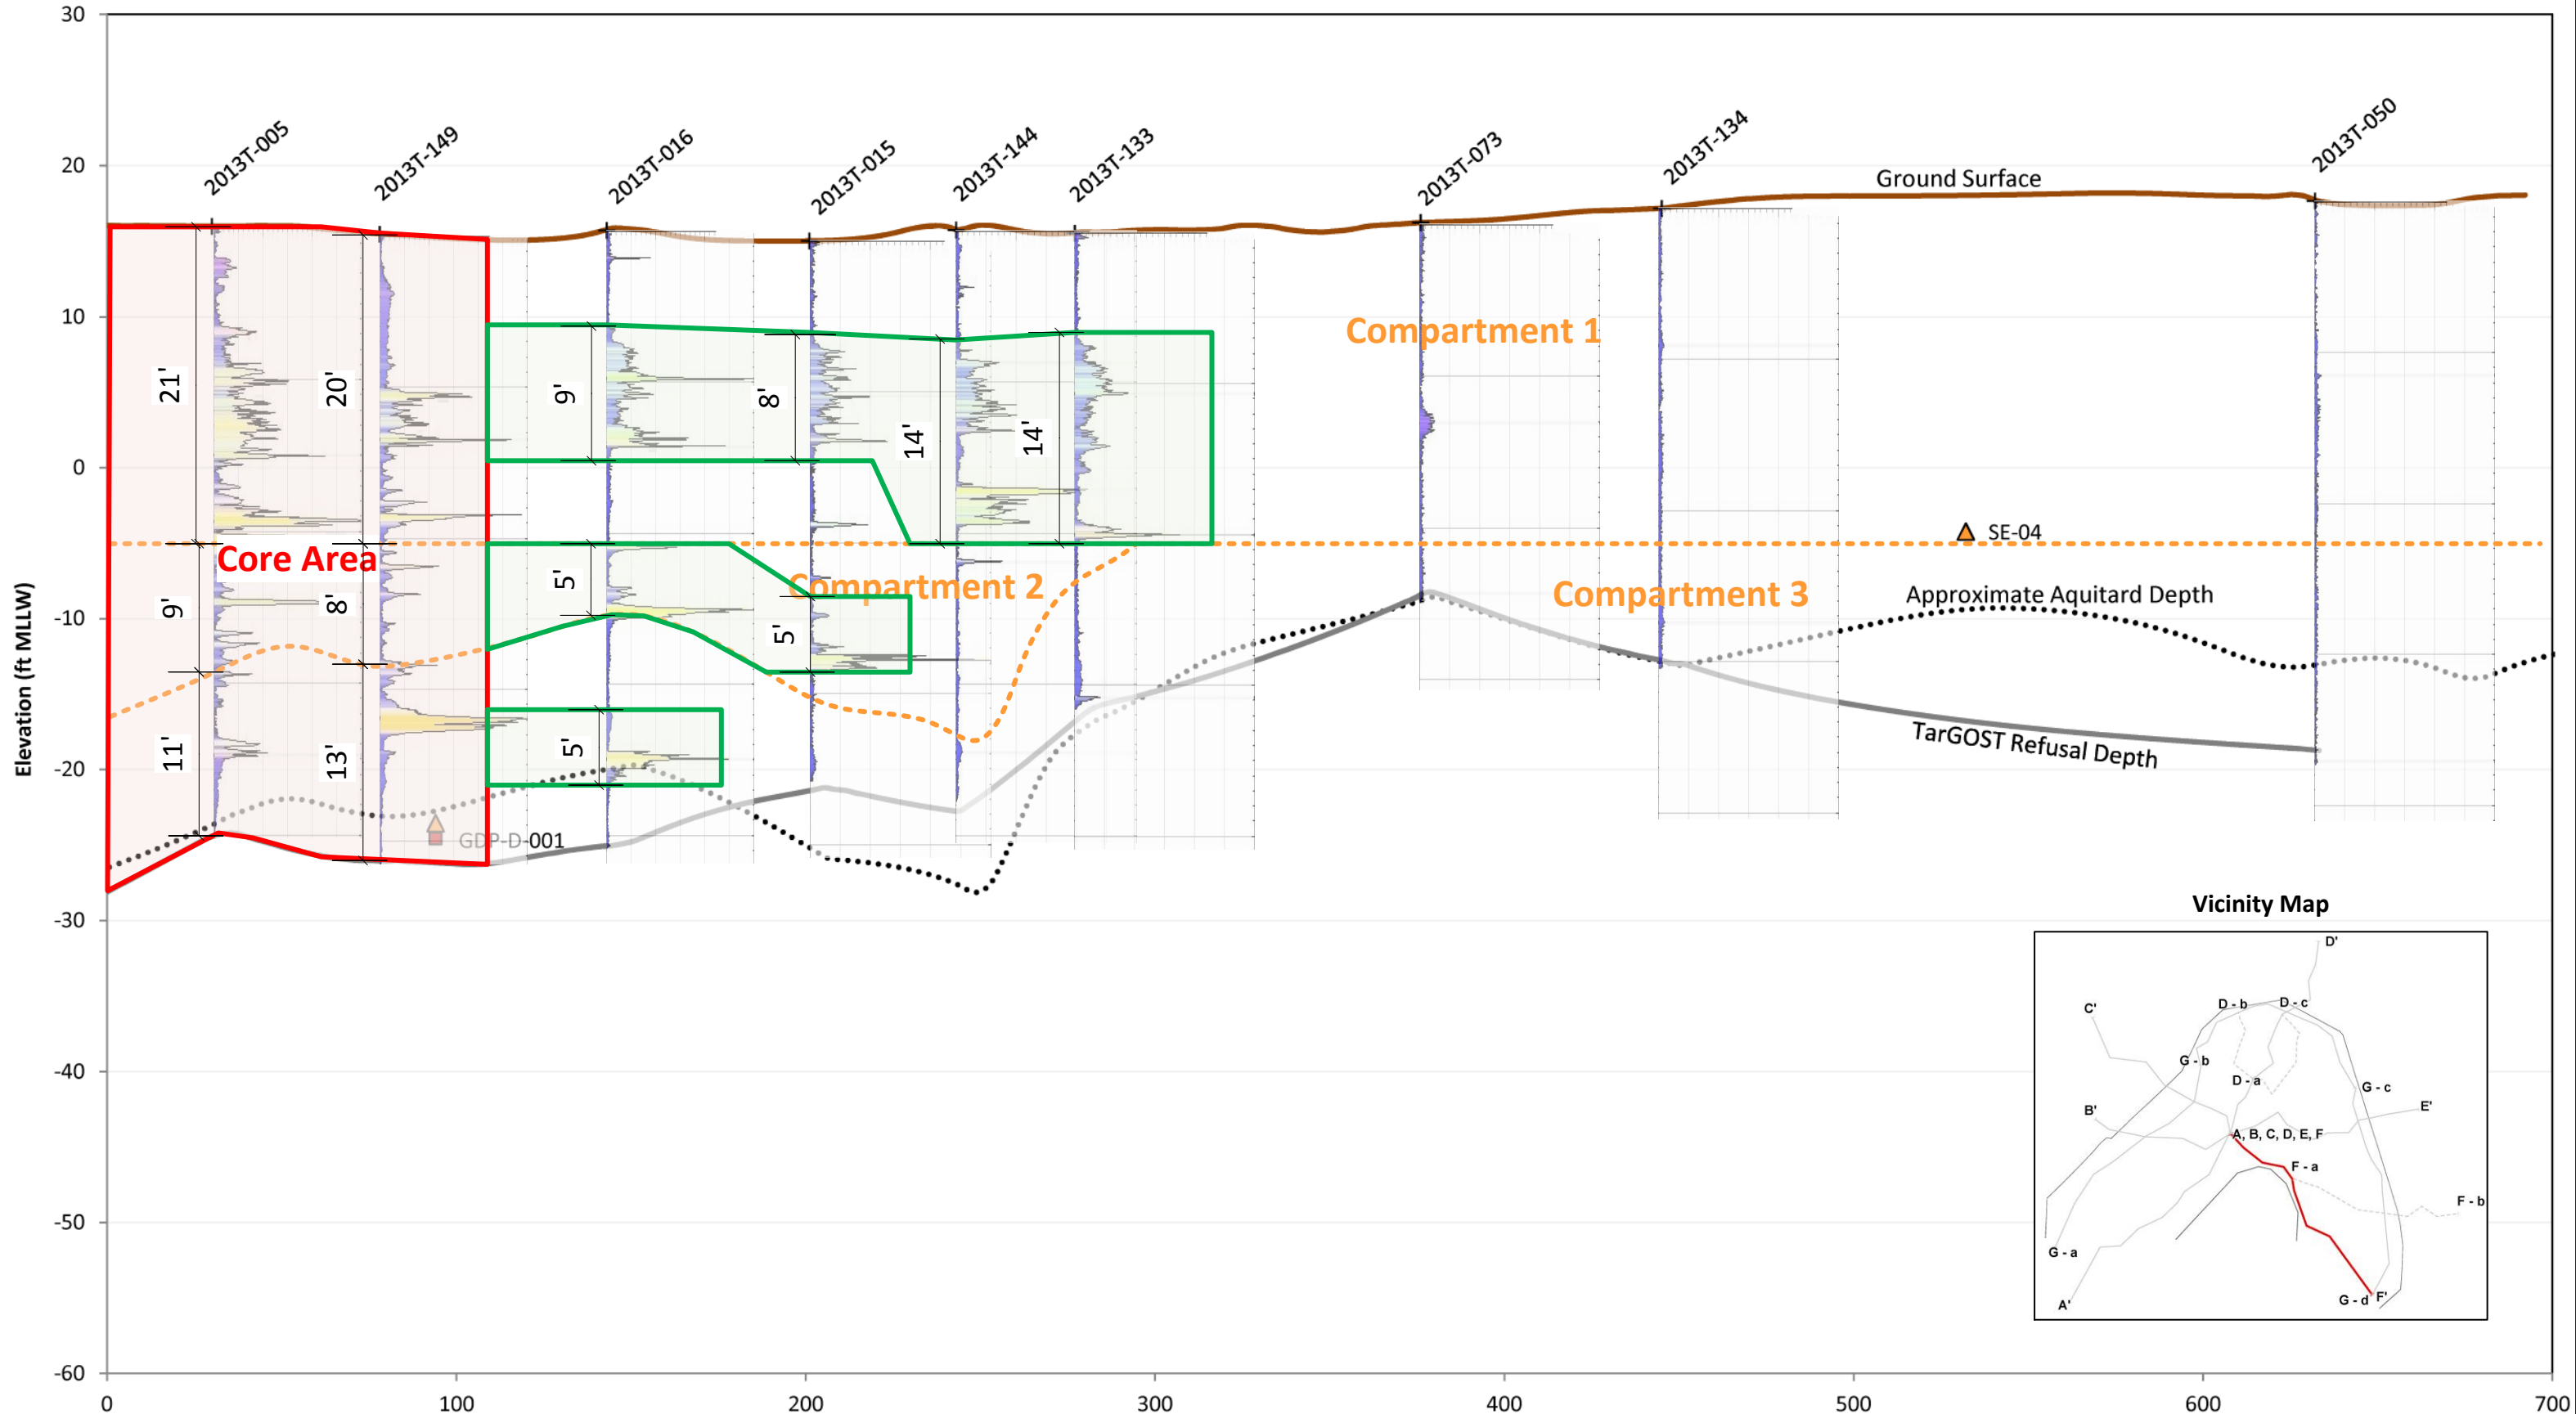 30
20
10
0
-10
-20
-30
-40
-50
-60
Elevation (ft MLLW)
0
100
200
300
400
500
600
700
2013T-005
2013T-149
2013T-016
2013T-015
2013T-144
2013T-133
2013T-073
2013T-134
2013T-050
Ground Surface
21'
20'
9'
8'
14'
14'
Compartment 1
Core Area
9'
8'
5'
Compartment 2
5'
Compartment 3
SE-04
Approximate Aquitard Depth
11'
13'
5'
TarGOST Refusal Depth
GDP-D-001
Vicinity Map
D'
C'
D - b
D - c
G - b
D - a
G - c
B'
E'
A, B, C, D, E, F
F - a
F - b
G - a
A'
G - d
F'